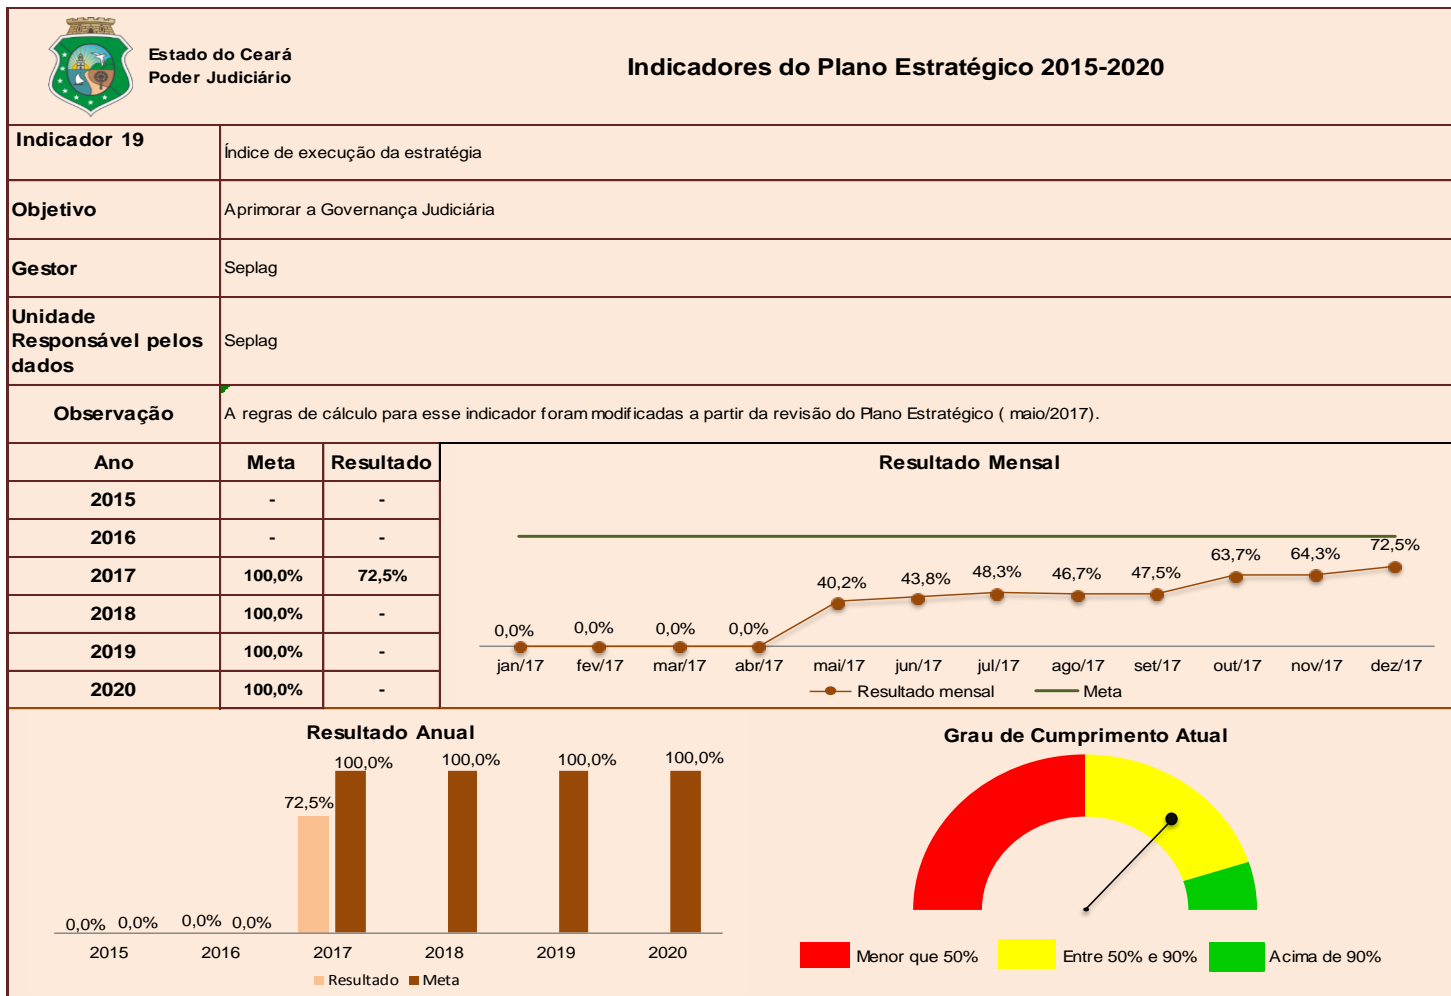 Estado do Ceará
Poder Judiciário
Indicadores do Plano Estratégico 2015-2020
Indicador 19
Índice de execução da estratégia
Objetivo
Aprimorar a Governança Judiciária
Gestor
Seplag
Unidade
Responsável pelos
dados
Seplag
Observação
A regras de cálculo para esse indicador foram modificadas a partir da revisão do Plano Estratégico ( maio/2017).
Ano Meta Resultado
2015 - -
2016 - -
2017 100,0% 72,5%
2018 100,0% -
2019 100,0% -
2020 100,0% -
Resultado Mensal
0,0% 0,0% 0,0% 0,0% 40,2% 43,8% 48,3% 46,7% 47,5% 63,7% 64,3% 72,5%
jan/17 fev/17 mar/17 abr/17 mai/17 jun/17 jul/17 ago/17 set/17 out/17 nov/17 dez/17
Resultado mensal Meta
Resultado Anual
0,0% 0,0% 0,0% 0,0% 72,5% 100,0% 100,0% 100,0% 100,0%
2015 2016 2017 2018 2019 2020
Resultado Meta
Grau de Cumprimento Atual
Menor que 50% Entre 50% e 90% Acima de 90%